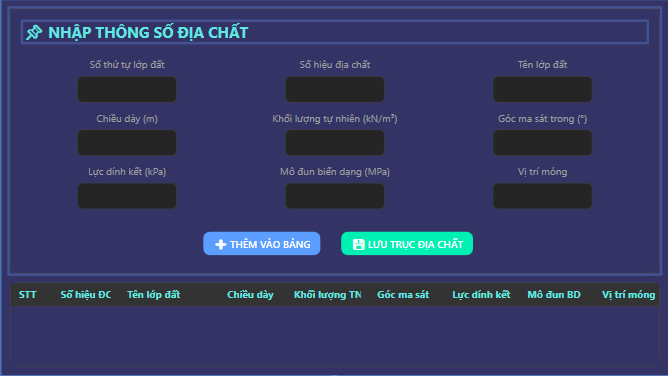 NHẬP THÔNG SỐ ĐỊA CHẤT
Số thứ tự lớp đất Số hiệu địa chất Tên lớp đất
Chiều dày (m) Khối lượng tự nhiên (kN/m³) Góc ma sát trong (°)
Lực dính kết (kPa) Mô đun biến dạng (MPa) Vị trí móng
THÊM VÀO BẢNG LƯU TRỤC ĐỊA CHẤT
STT Số hiệu ĐC Tên lớp đất Chiều dày Khối lượng TN Góc ma sát Lực dính kết Mô đun BD Vị trí móng